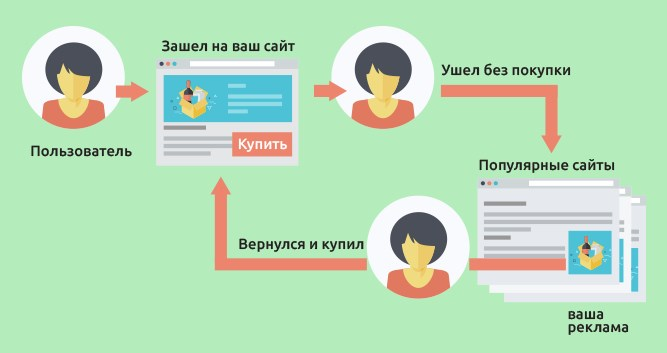 Зашел на ваш сайт
Пользователь
Купить
Ушел без покупки
Популярные сайты
Вернулся и купил
ваша
реклама